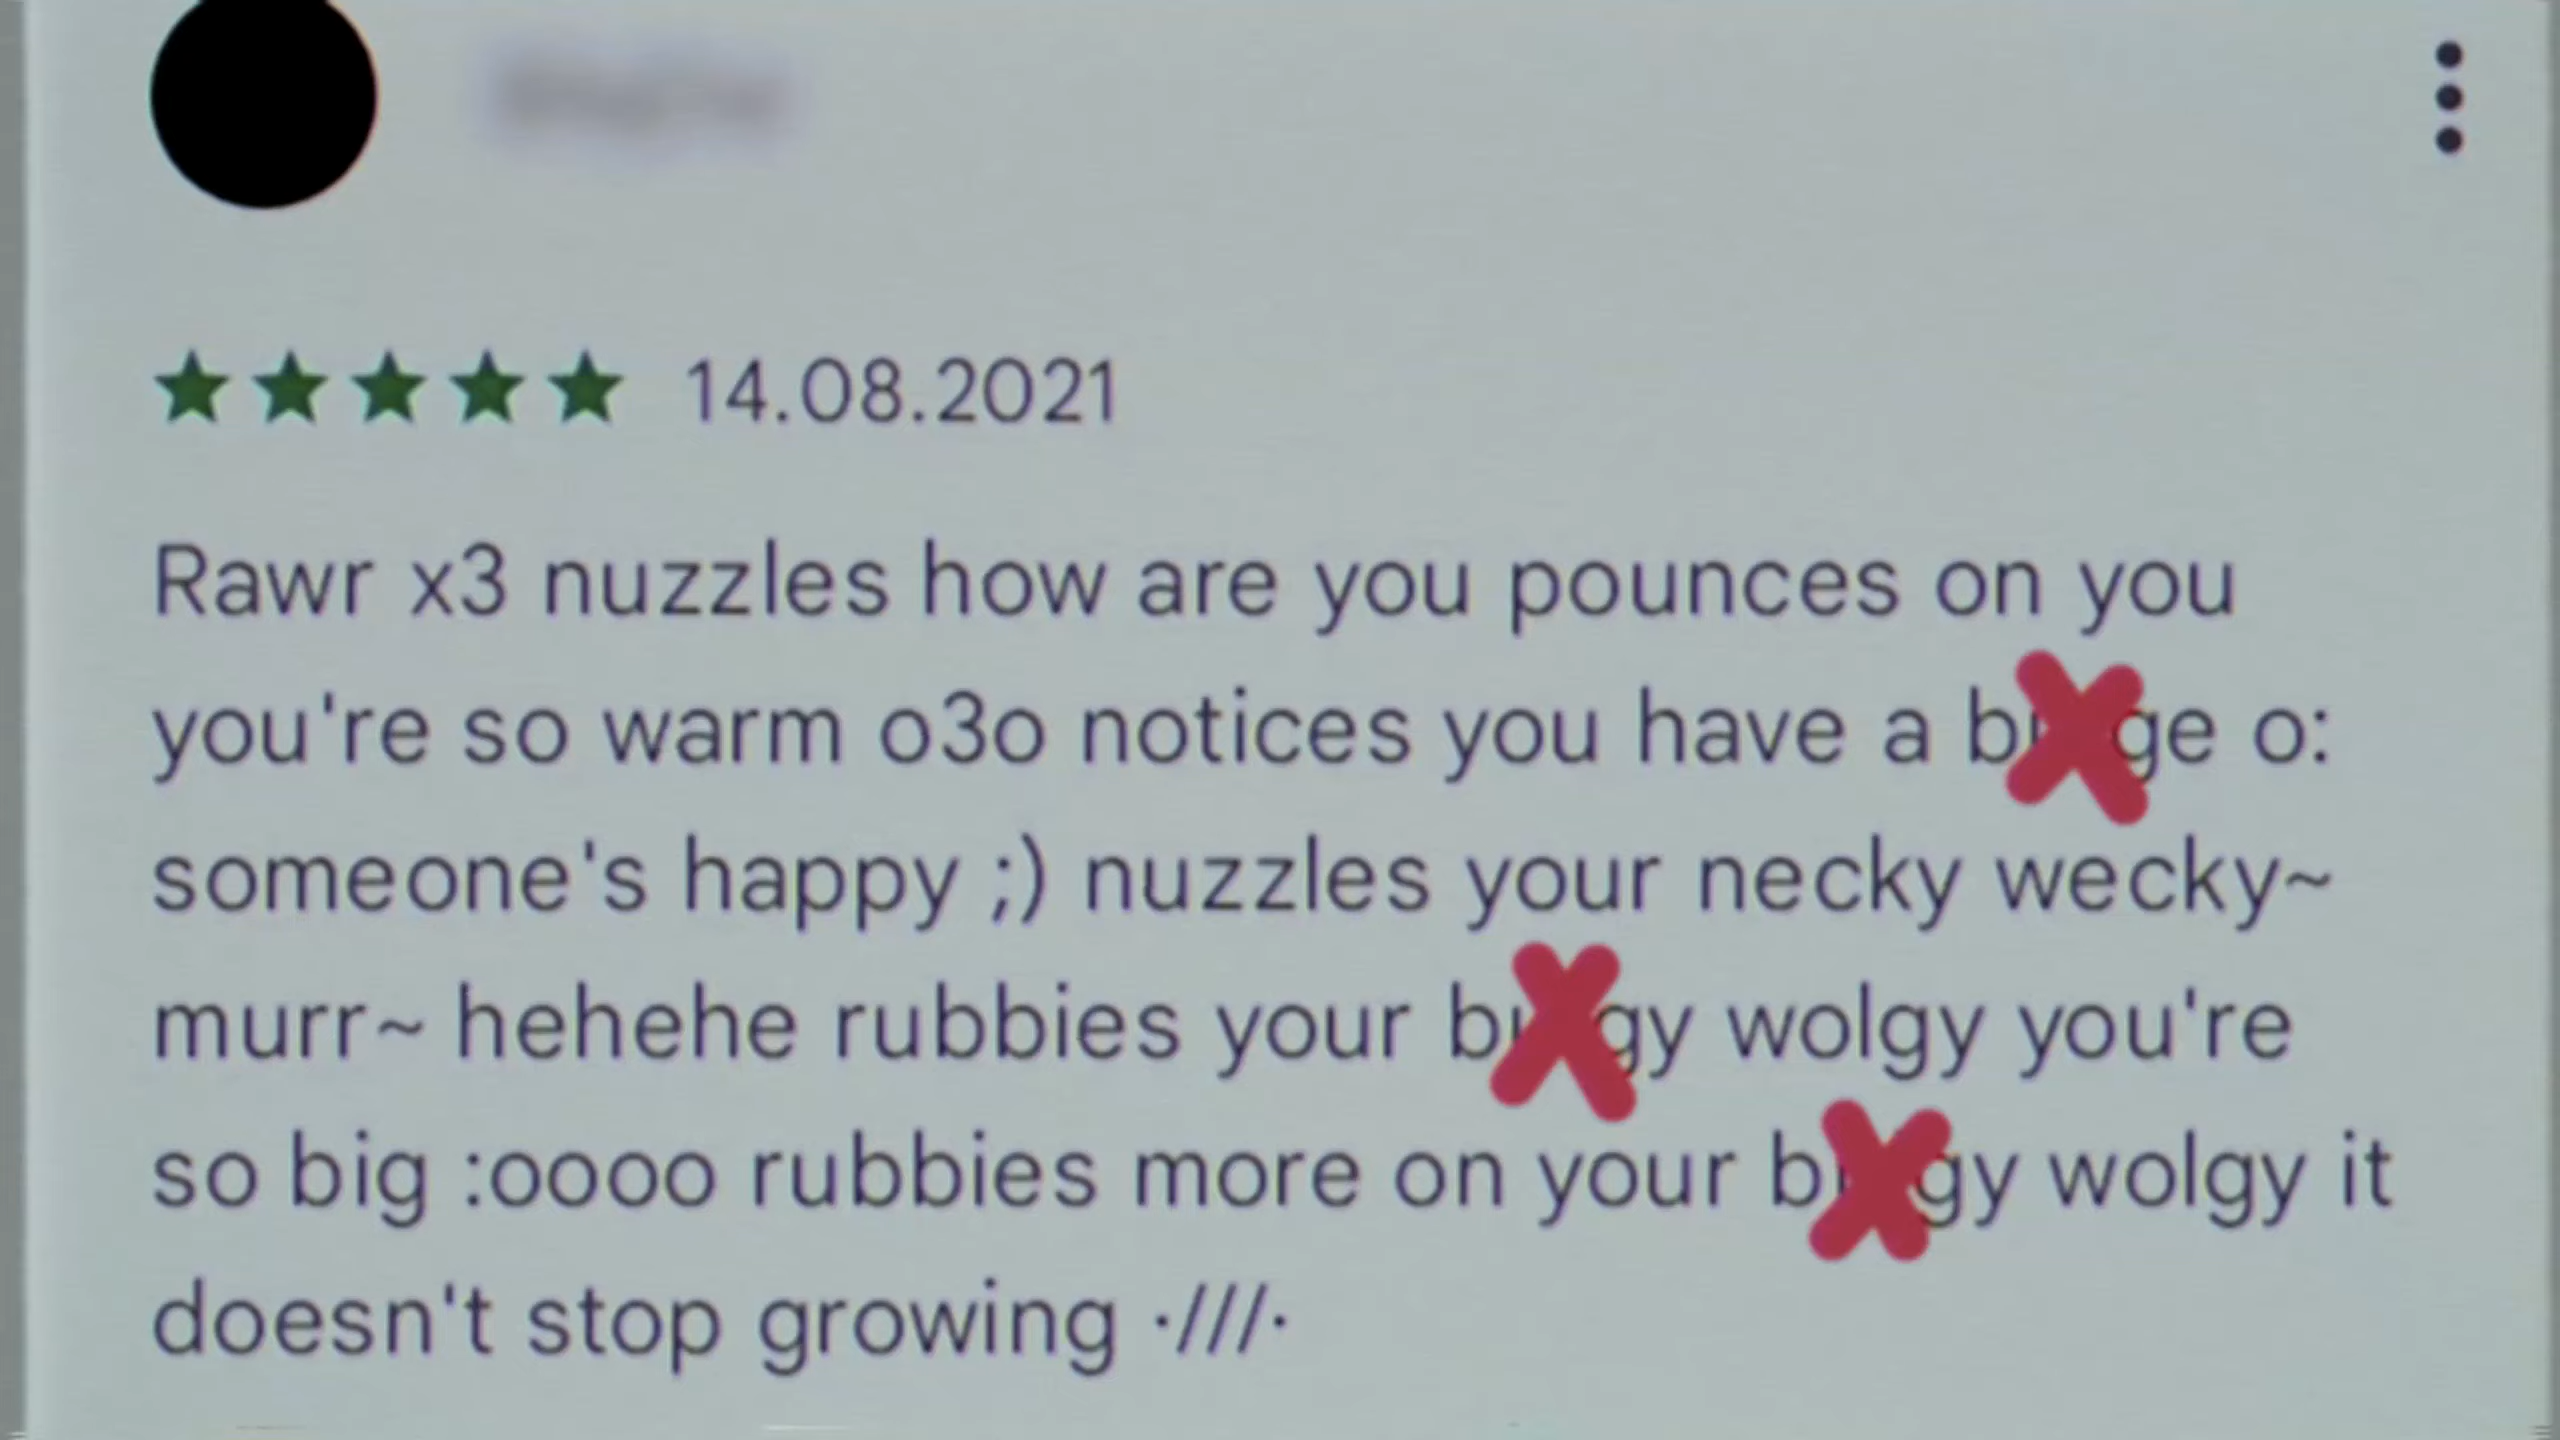 14.08.2021
Rawr x3 nuzzles how are you pounces on you
you're so warm o3o notices you have a o:
someone's happy ;) nuzzles your necky wecky~
murr~ hehehe rubbies your wolgy you're
so big :oooo rubbies more on your wolgy it
doesn't stop growing ·///·